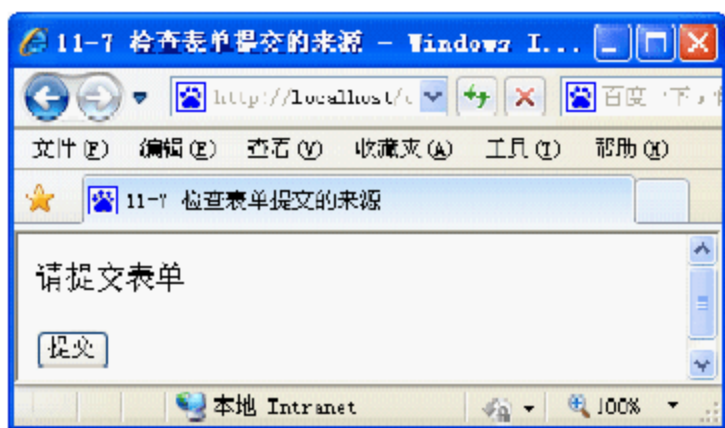 11-7 检查表单提交的来源 - Windows I...
http://localhost/c
百度一下，
文件(F) 编辑(E) 查看(V) 收藏夹(A) 工具(T) 帮助(H)
11-7 检查表单提交的来源
请提交表单
提交
本地 Intranet
100%